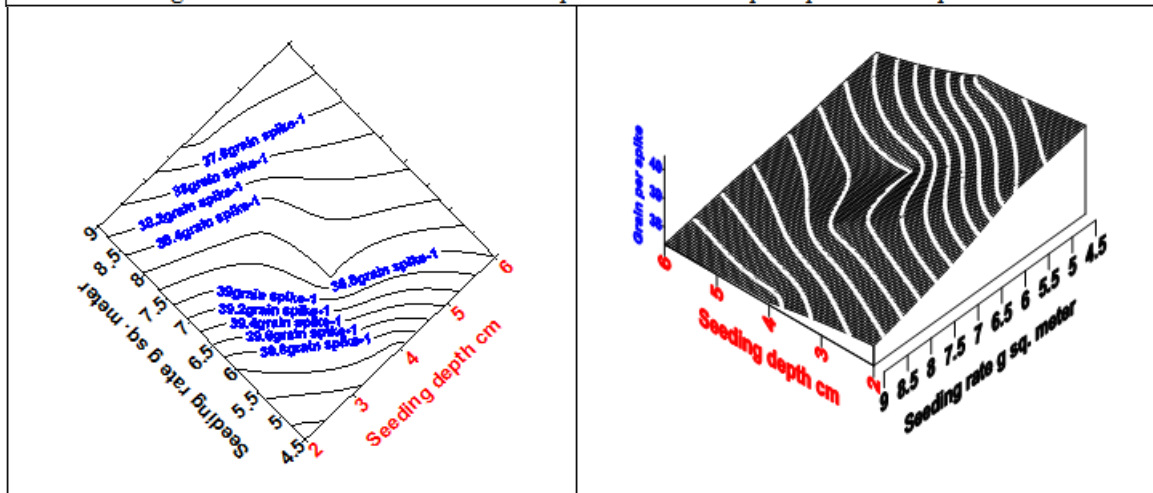 37.8grain spike-1
38grain spike-1
38.2grain spike-1
38.4grain spike-1
38.8grain spike-1
39grain spike-1
39.2grain spike-1
39.4grain spike-1
39.6grain spike-1
39.8grain spike-1
9
8.5
8
7.5
7
6.5
6
5.5
5
4.5
Seeding rate g sq. meter
2
3
4
5
6
Seeding depth cm
Grain per spike
6
5
4
3
2
Seeding depth cm
9
8.5
8
7.5
7
6.5
6
5.5
5
4.5
Seeding rate g sq. meter